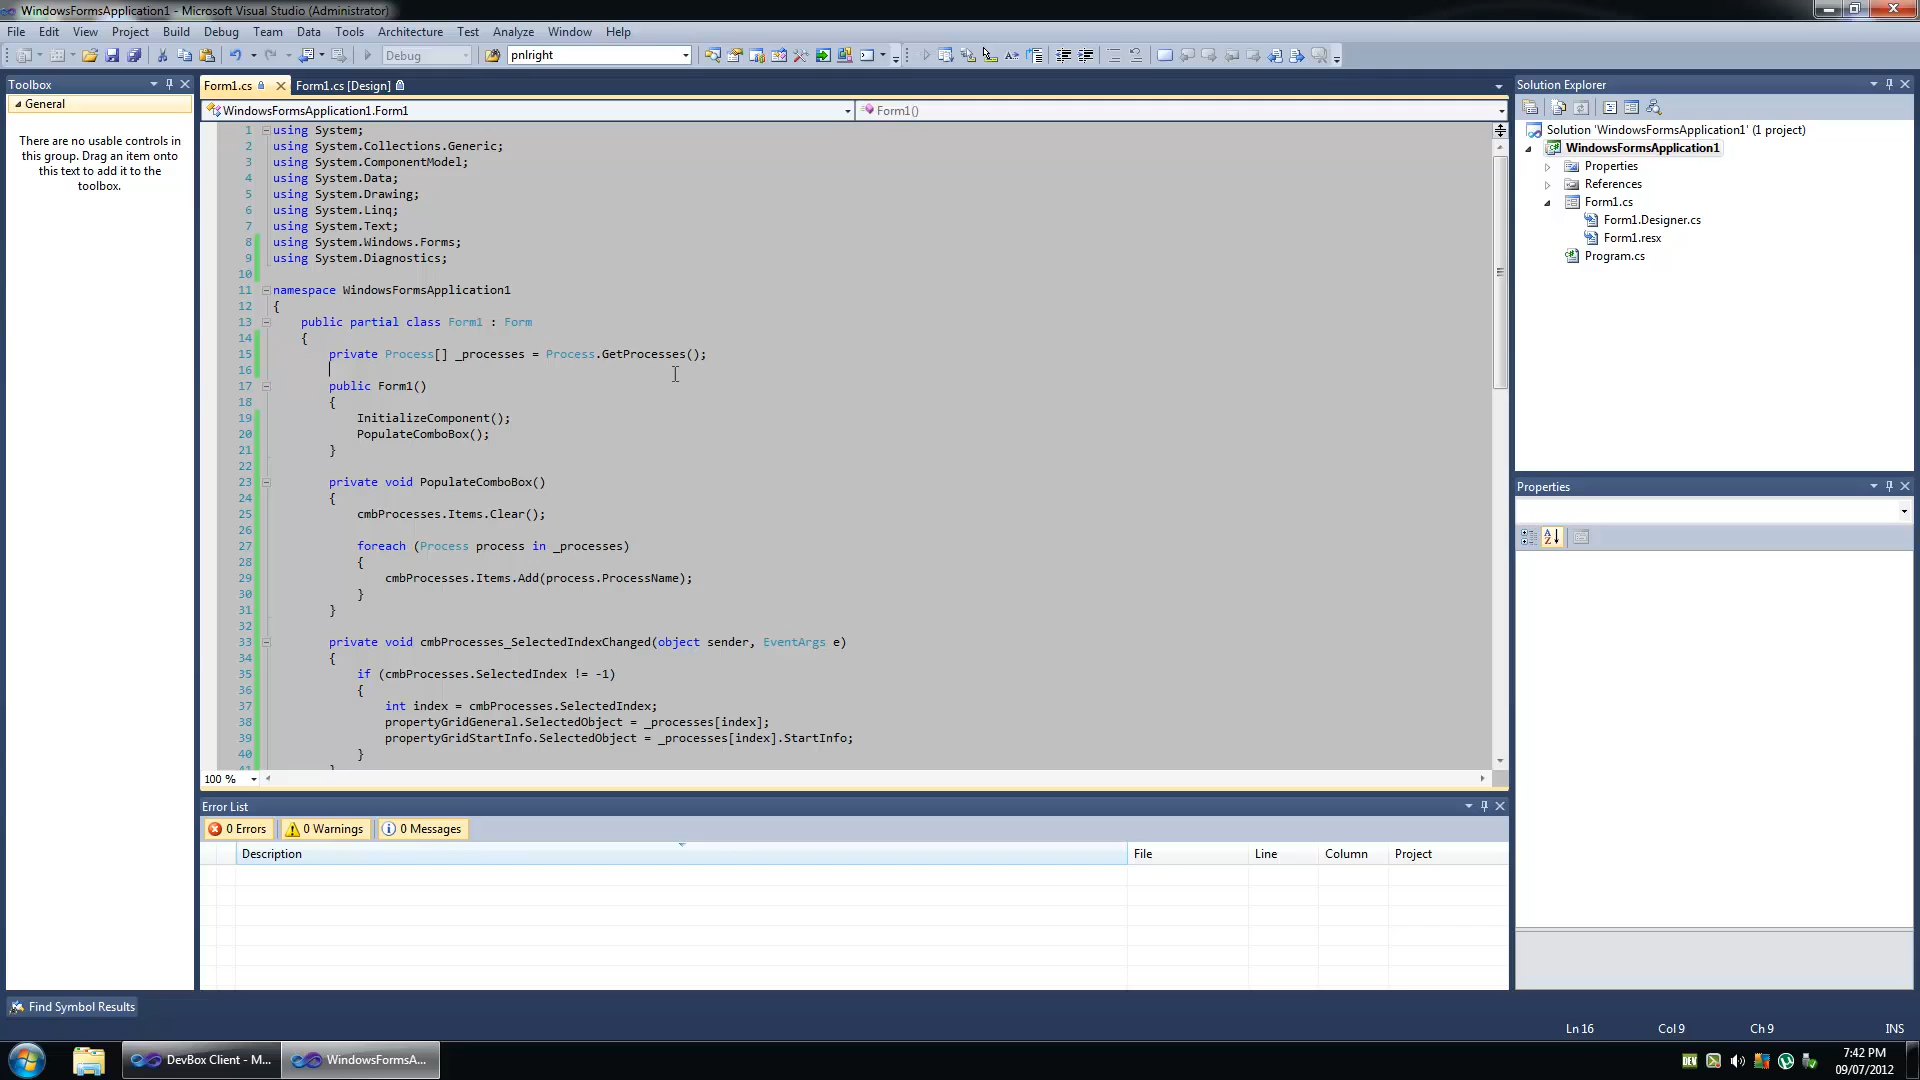 WindowsFormsApplication1 - Microsoft Visual Studio (Administrator)
File Edit View Project Build Debug Team Data Tools Architecture Test Analyze Window Help
Debug pnlright
Toolbox
General
There are no usable controls in
this group. Drag an item onto
this text to add it to the
toolbox.
Form1.cs Form1.cs [Design]
WindowsFormsApplication1.Form1 Form1()
1 using System;
2 using System.Collections.Generic;
3 using System.ComponentModel;
4 using System.Data;
5 using System.Drawing;
6 using System.Linq;
7 using System.Text;
8 using System.Windows.Forms;
9 using System.Diagnostics;
10
11 namespace WindowsFormsApplication1
12 {
13 public partial class Form1 : Form
14 {
15 private Process[] _processes = Process.GetProcesses();
16
17 public Form1()
18 {
19 InitializeComponent();
20 PopulateComboBox();
21 }
22
23 private void PopulateComboBox()
24 {
25 cmbProcesses.Items.Clear();
26
27 foreach (Process process in _processes)
28 {
29 cmbProcesses.Items.Add(process.ProcessName);
30 }
31 }
32
33 private void cmbProcesses_SelectedIndexChanged(object sender, EventArgs e)
34 {
35 if (cmbProcesses.SelectedIndex != -1)
36 {
37 int index = cmbProcesses.SelectedIndex;
38 propertyGridGeneral.SelectedObject = _processes[index];
39 propertyGridStartInfo.SelectedObject = _processes[index].StartInfo;
40 }
100 %
Error List
0 Errors 0 Warnings 0 Messages
Description File Line Column Project
Solution Explorer
Solution 'WindowsFormsApplication1' (1 project)
WindowsFormsApplication1
Properties
References
Form1.cs
Form1.Designer.cs
Form1.resx
Program.cs
Properties
Find Symbol Results
Ln 16 Col 9 Ch 9 INS
DevBox Client - M... WindowsFormsA...
DEV
7:42 PM
09/07/2012